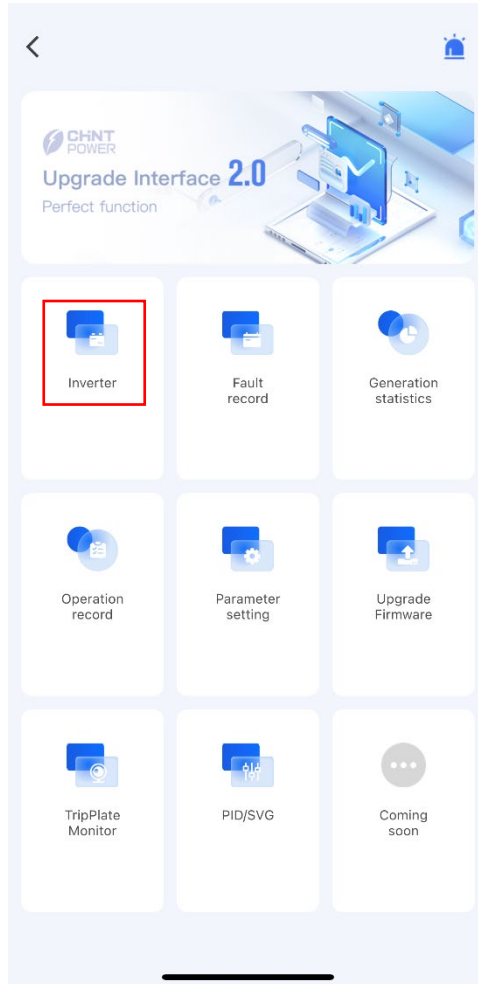 CHNT
POWER
Upgrade Interface 2.0
Perfect function
Inverter
Fault
record
Generation
statistics
Operation
record
Parameter
setting
Upgrade
Firmware
TripPlate
Monitor
PID/SVG
Coming
soon